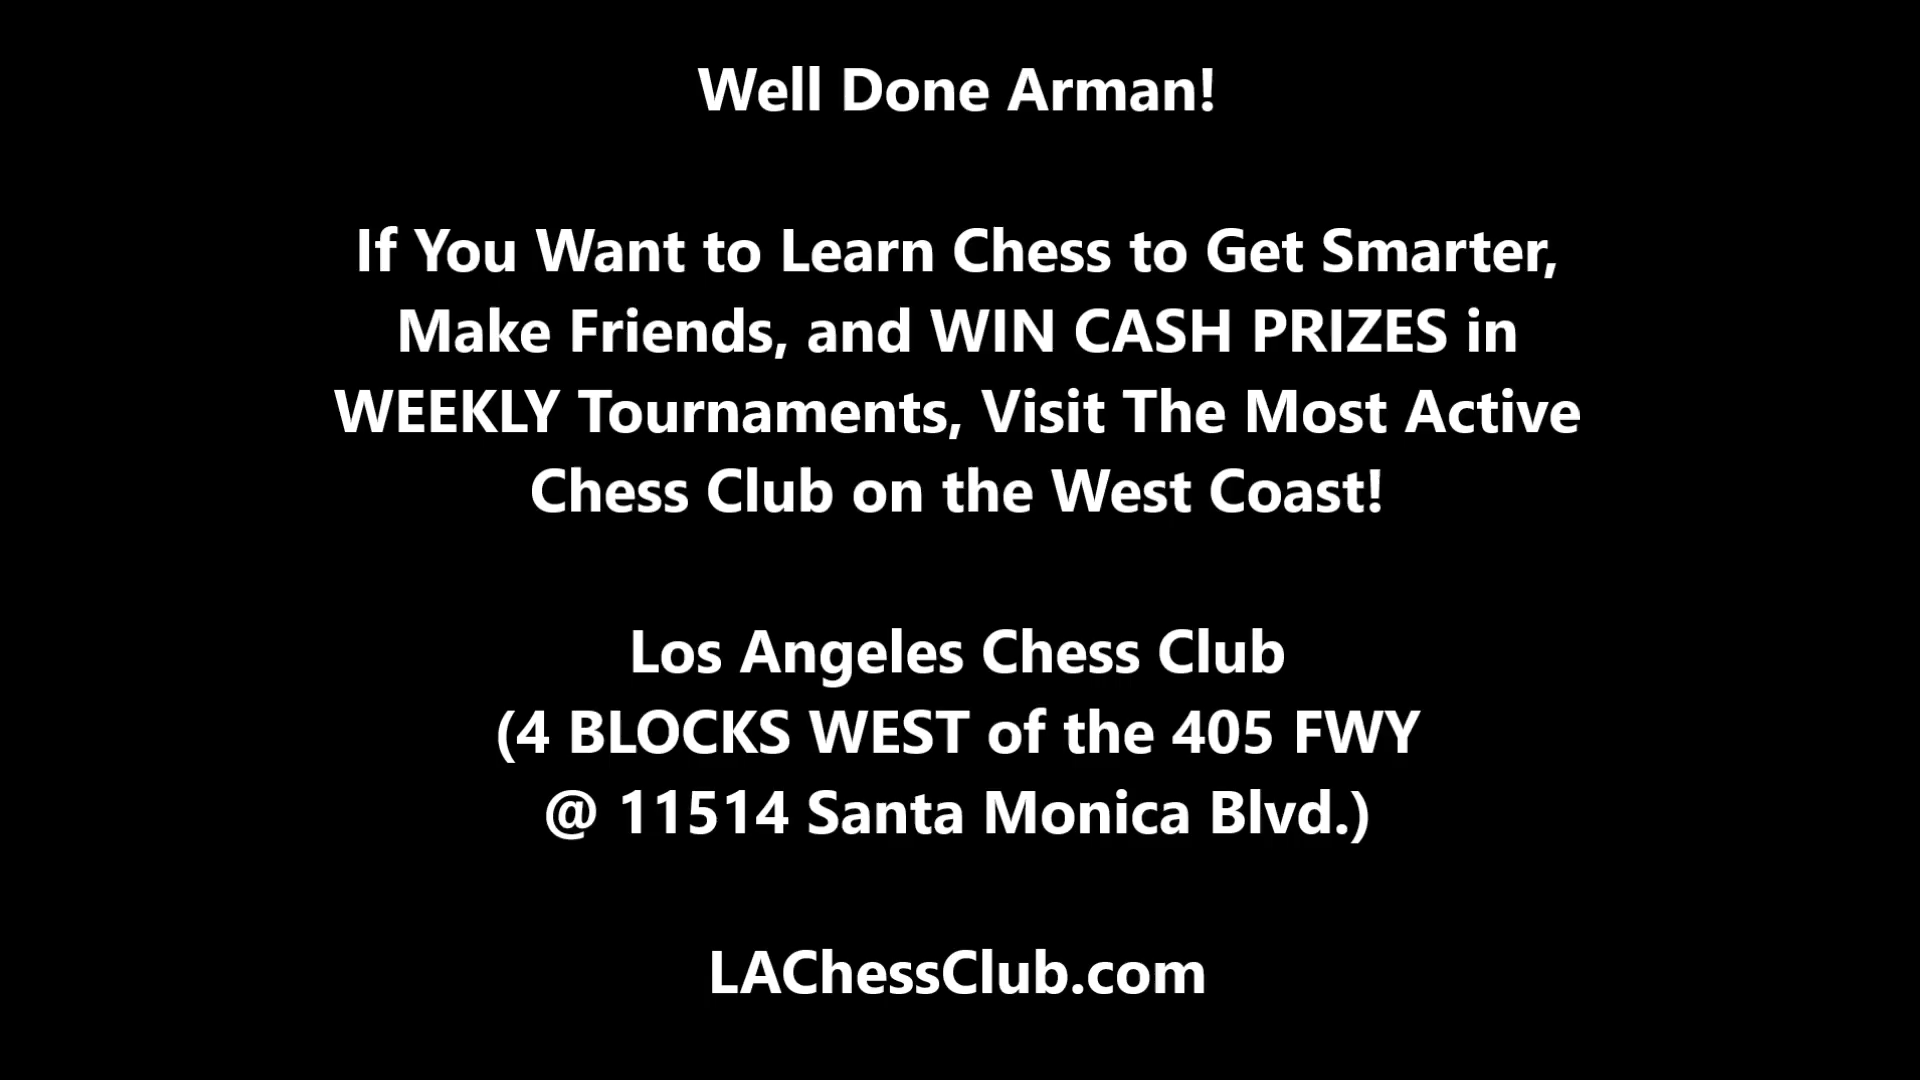 Well Done Arman!
If You Want to Learn Chess to Get Smarter,
Make Friends, and WIN CASH PRIZES in
WEEKLY Tournaments, Visit The Most Active
Chess Club on the West Coast!
Los Angeles Chess Club
(4 BLOCKS WEST of the 405 FWY
@ 11514 Santa Monica Blvd.)
LAChessClub.com